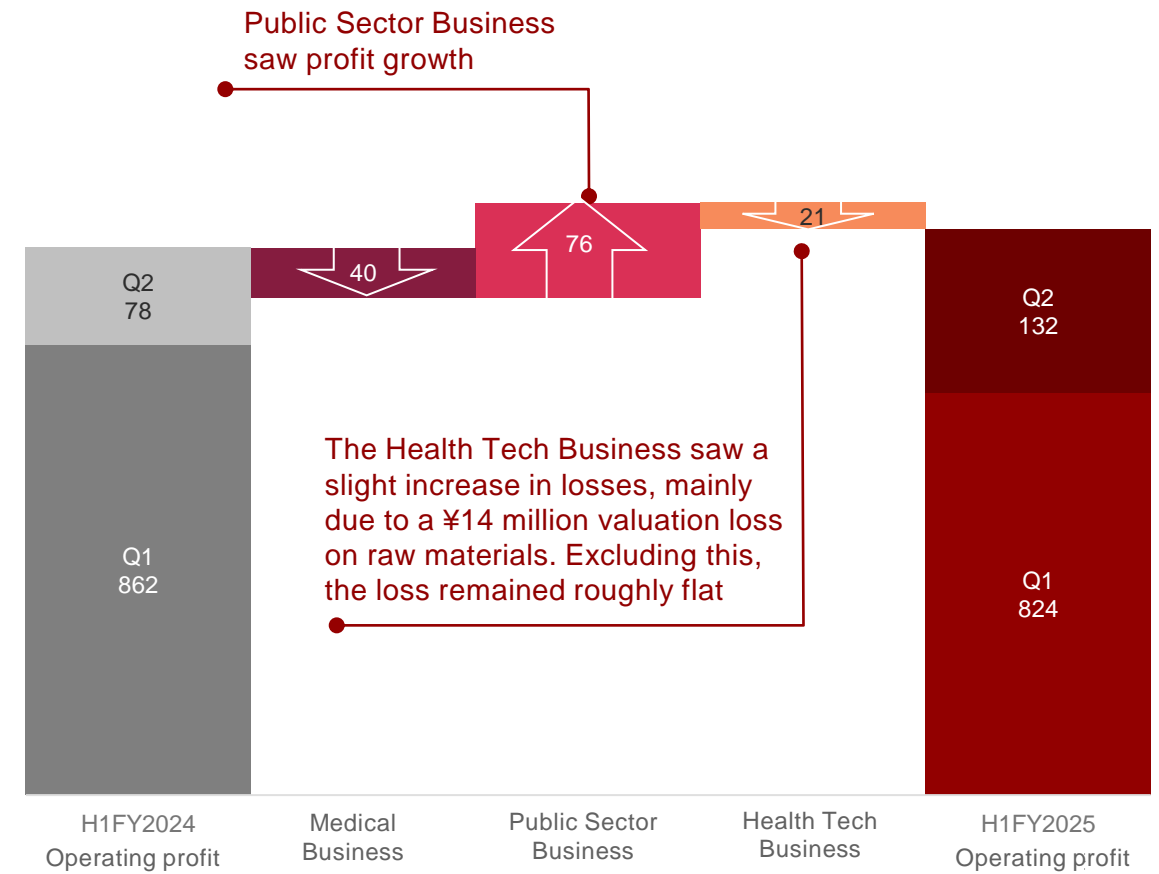 Public Sector Business
saw profit growth
Q2
78
Q1
862
40
76
21
Q2
132
Q1
824
The Health Tech Business saw a
slight increase in losses, mainly
due to a ¥14 million valuation loss
on raw materials. Excluding this,
the loss remained roughly flat
H1FY2024
Operating profit
Medical
Business
Public Sector
Business
Health Tech
Business
H1FY2025
Operating profit